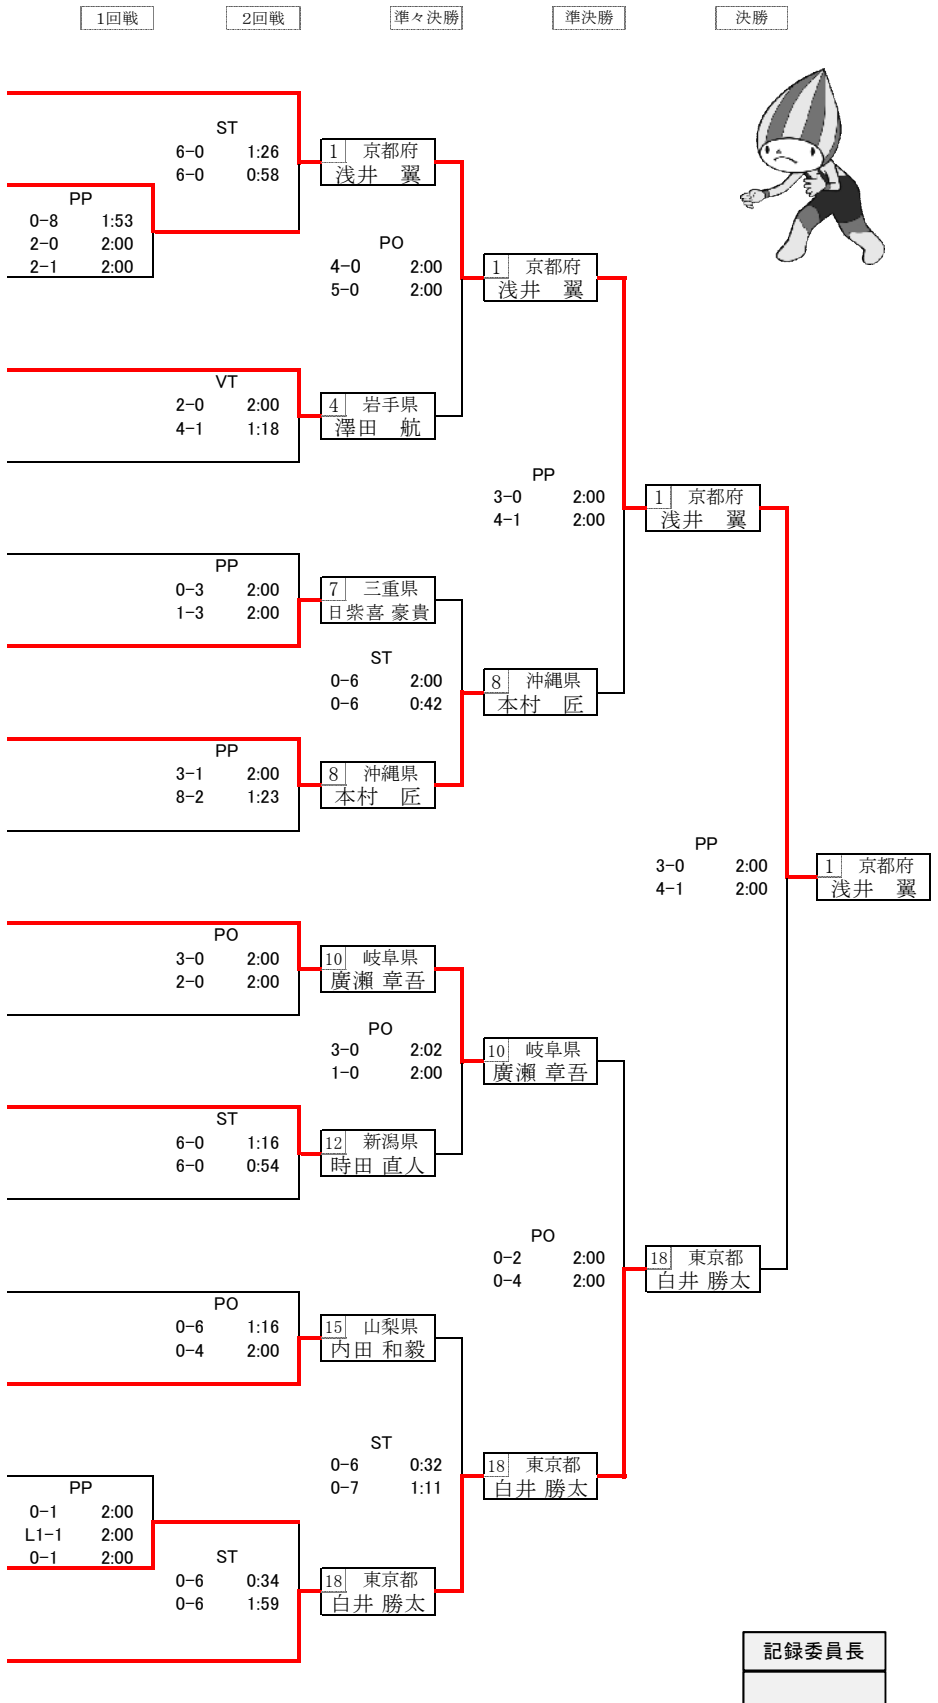 1回戦 2回戦 準々決勝 準決勝 決勝
ST
6-0 1:26
6-0 0:58
1 京都府
浅井 翼
PP
0-8 1:53
2-0 2:00
2-1 2:00
PO
4-0 2:00
5-0 2:00
1 京都府
浅井 翼
VT
2-0 2:00
4-1 1:18
4 岩手県
澤田 航
PP
3-0 2:00
4-1 2:00
1 京都府
浅井 翼
PP
0-3 2:00
1-3 2:00
7 三重県
日紫喜 豪貴
ST
0-6 2:00
0-6 0:42
8 沖縄県
本村 匠
PP
3-1 2:00
8-2 1:23
8 沖縄県
本村 匠
PP
3-0 2:00
4-1 2:00
1 京都府
浅井 翼
PO
3-0 2:00
2-0 2:00
10 岐阜県
廣瀬 章吾
PO
3-0 2:02
1-0 2:00
10 岐阜県
廣瀬 章吾
ST
6-0 1:16
6-0 0:54
12 新潟県
時田 直人
PO
0-2 2:00
0-4 2:00
18 東京都
白井 勝太
PO
0-6 1:16
0-4 2:00
15 山梨県
内田 和毅
ST
0-6 0:32
0-7 1:11
18 東京都
白井 勝太
PP
0-1 2:00
L1-1 2:00
0-1 2:00
ST
0-6 0:34
0-6 1:59
18 東京都
白井 勝太
記録委員長